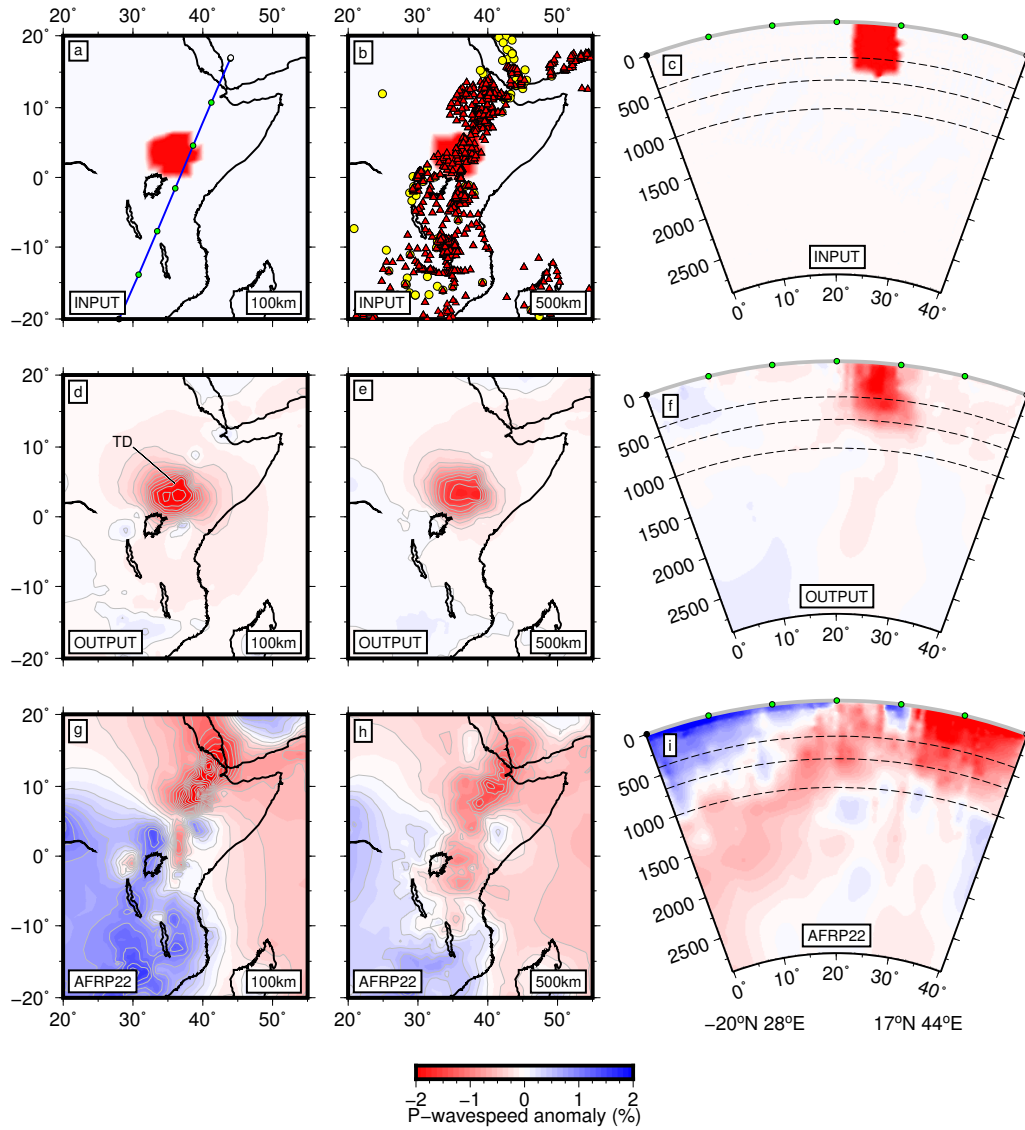 20° 30° 40° 50° 20° 30° 40° 50°
20° a b c
10°
0°
−10°
−20°
INPUT 100km INPUT 500km INPUT
0 500 1000 1500 2000 2500
0° 10° 20° 30° 40°
20° d e f
10° TD
0°
−10°
−20°
OUTPUT 100km OUTPUT 500km OUTPUT
0 500 1000 1500 2000 2500
0° 10° 20° 30° 40°
20° g h i
10°
0°
−10°
−20°
AFRP22 100km AFRP22 500km AFRP22
0 500 1000 1500 2000 2500
0° 10° 20° 30° 40°
20° 30° 40° 50° 20° 30° 40° 50°
−20ºN 28ºE 17ºN 44ºE
−2 −1 0 1 2
P−wavespeed anomaly (%)